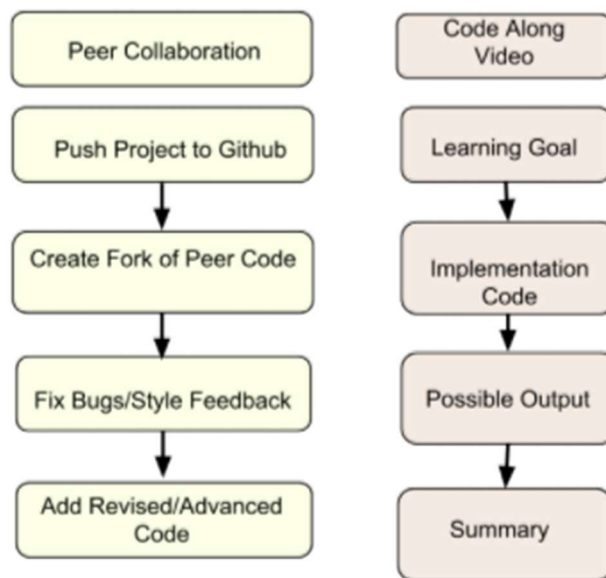 Peer Collaboration
Push Project to Github
Create Fork of Peer Code
Fix Bugs/Style Feedback
Add Revised/Advanced
Code
Code Along
Video
Learning Goal
Implementation
Code
Possible Output
Summary